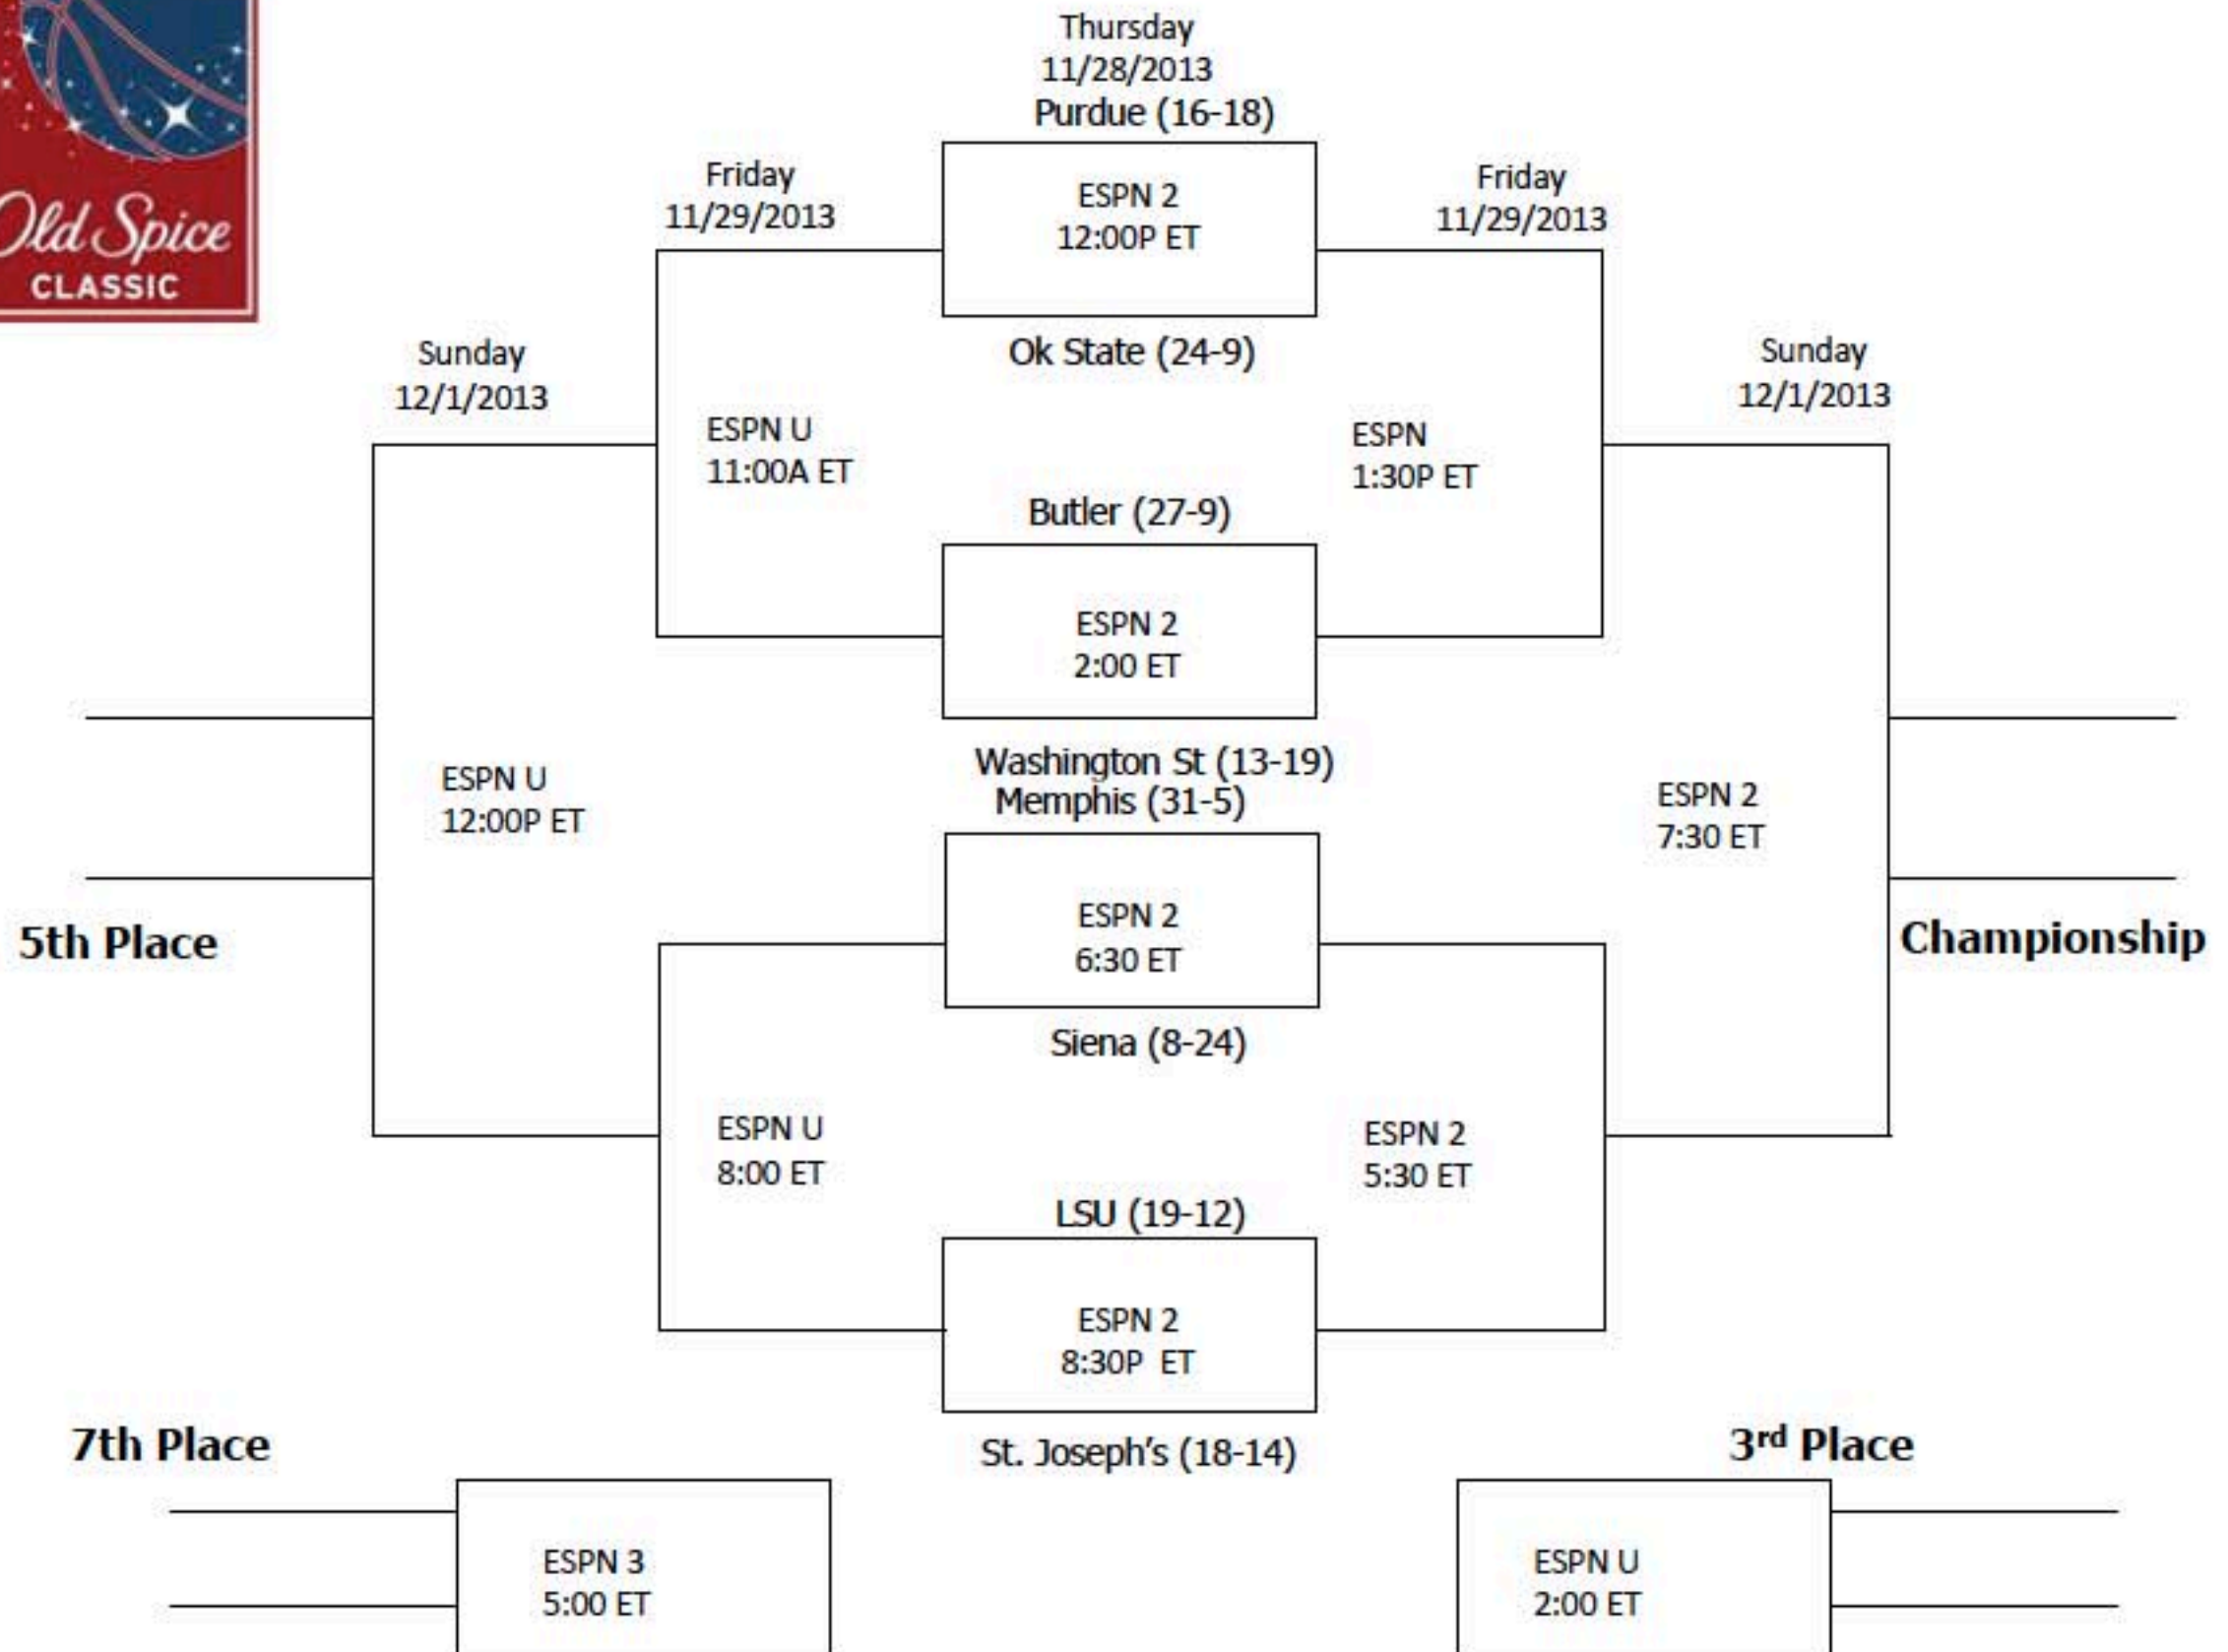 Old Spice
CLASSIC
Thursday
11/28/2013
Purdue (16-18)
Friday
11/29/2013
ESPN 2
12:00P ET
Friday
11/29/2013
Ok State (24-9)
Sunday
12/1/2013
Sunday
12/1/2013
ESPN U
11:00A ET
ESPN
1:30P ET
Butler (27-9)
ESPN 2
2:00 ET
Washington St (13-19)
Memphis (31-5)
ESPN U
12:00P ET
ESPN 2
7:30 ET
ESPN 2
6:30 ET
5th Place
Championship
Siena (8-24)
ESPN U
8:00 ET
ESPN 2
5:30 ET
LSU (19-12)
ESPN 2
8:30P ET
St. Joseph's (18-14)
7th Place
3rd Place
ESPN 3
5:00 ET
ESPN U
2:00 ET